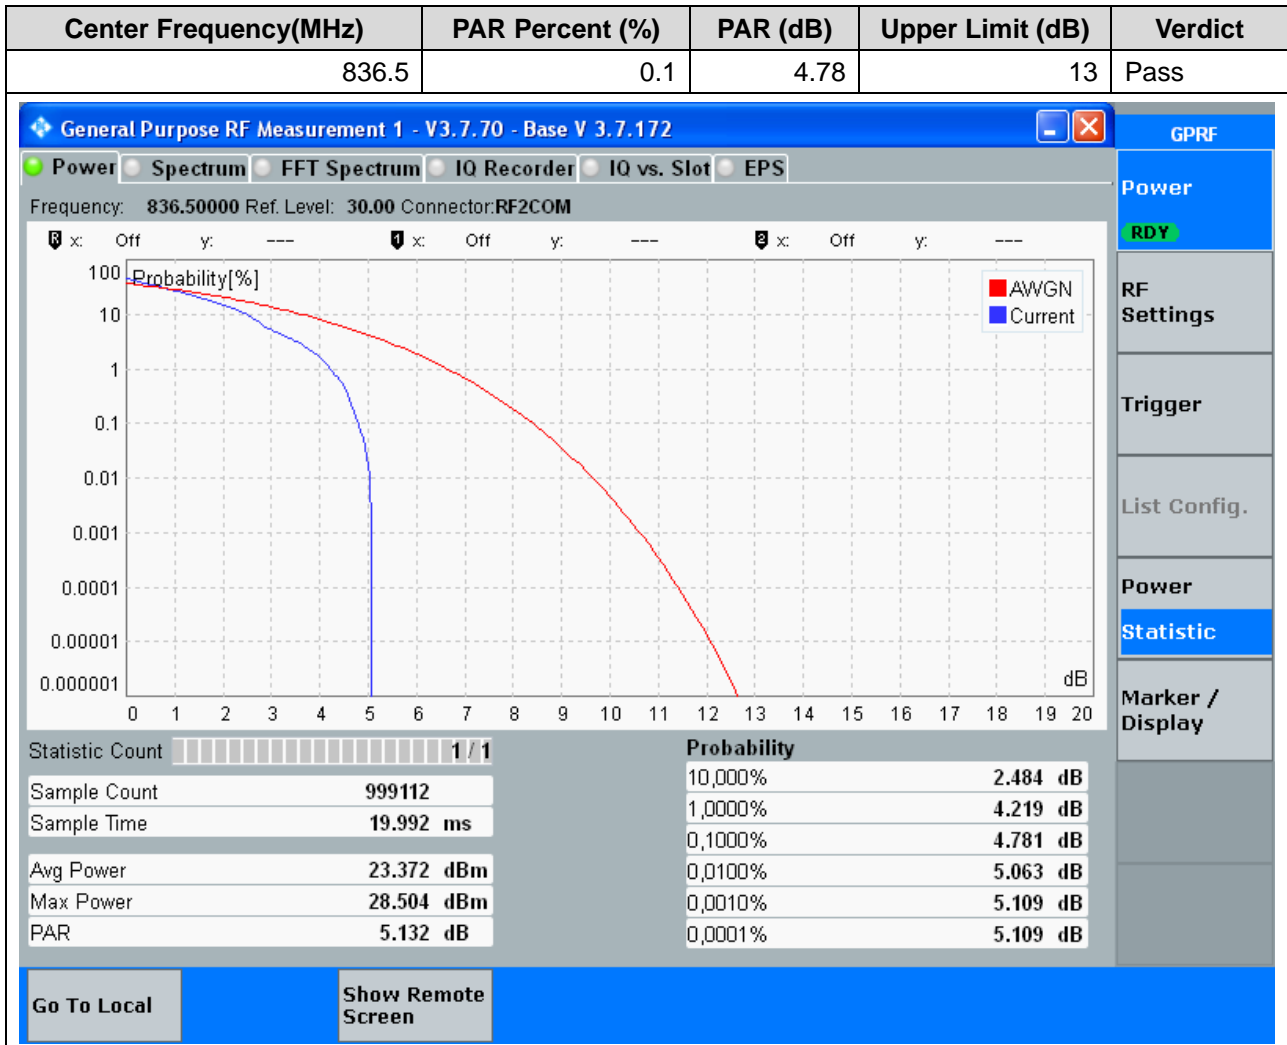 Center Frequency(MHz) PAR Percent (%) PAR (dB) Upper Limit (dB) Verdict
836.5 0.1 4.78 13 Pass
General Purpose RF Measurement 1 - V3.7.70 - Base V 3.7.172
GPRF
Power Spectrum FFT Spectrum IQ Recorder IQ vs. Slot EPS
Power
RDY
Frequency: 836.50000 Ref. Level: 30.00 Connector:RF2COM
R x: Off y: --- 1 x: Off y: --- 2 x: Off y: ---
Probability[%]
AWGN
Current
100
10
1
0.1
0.01
0.001
0.0001
0.00001
0.000001
dB
0 1 2 3 4 5 6 7 8 9 10 11 12 13 14 15 16 17 18 19 20
RF
Settings
Trigger
List Config.
Power
Statistic
Marker /
Display
Statistic Count 1 / 1
Sample Count 999112
Sample Time 19.992 ms
Avg Power 23.372 dBm
Max Power 28.504 dBm
PAR 5.132 dB
Probability
10,000% 2.484 dB
1,0000% 4.219 dB
0,1000% 4.781 dB
0,0100% 5.063 dB
0,0010% 5.109 dB
0,0001% 5.109 dB
Go To Local
Show Remote
Screen